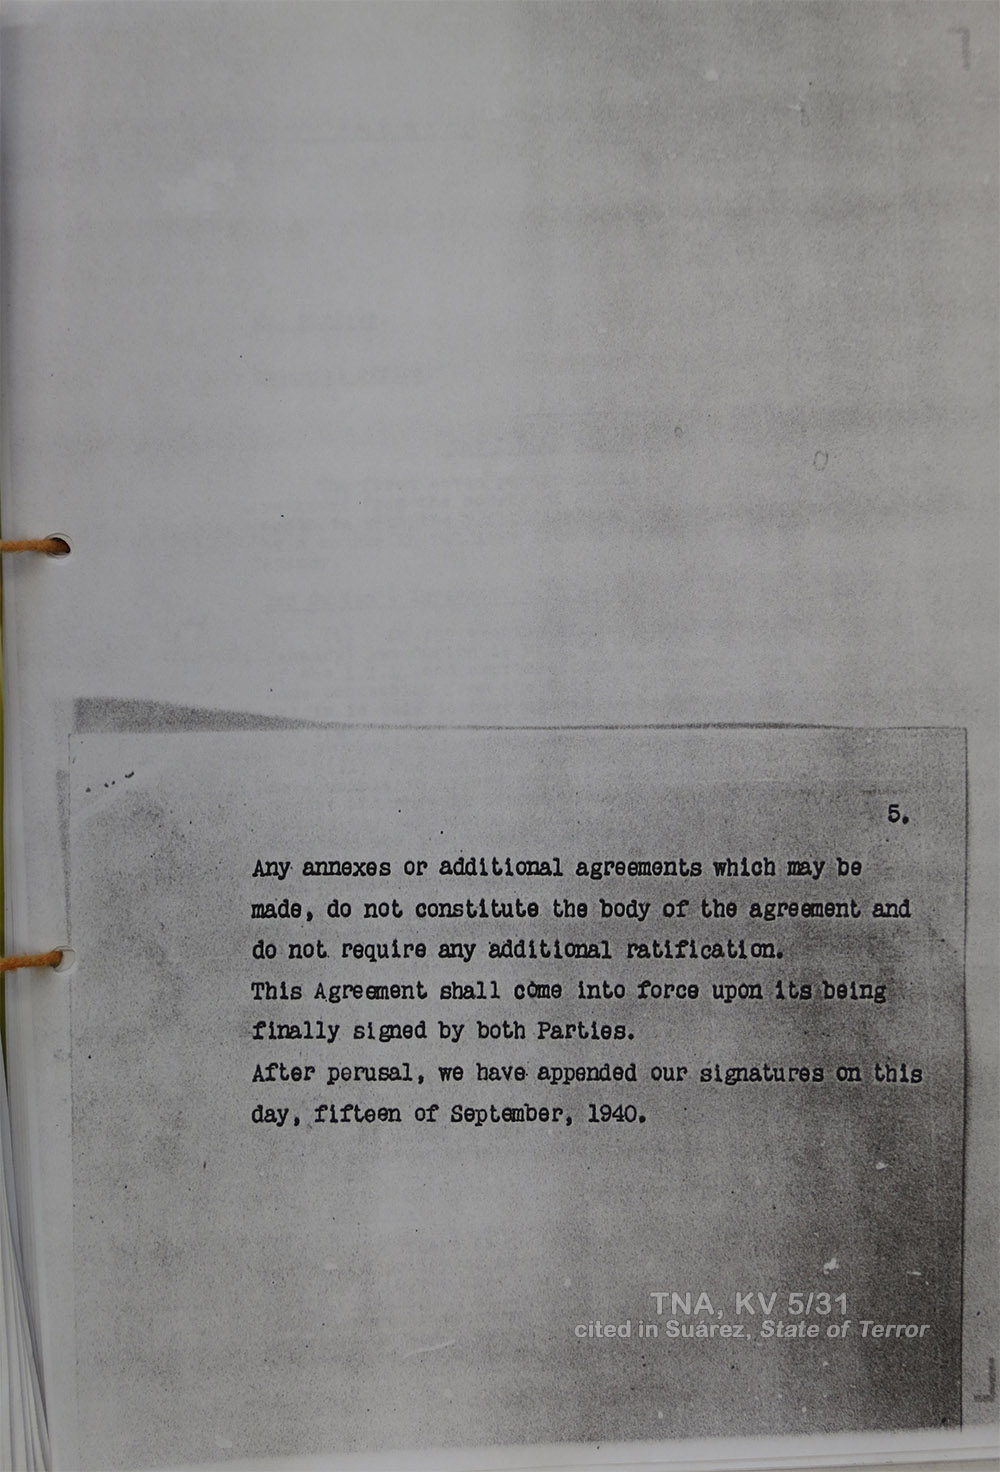 5.
Any annexes or additional agreements which may be
made, do not constitute the body of the agreement and
do not require any additional ratification.
This Agreement shall come into force upon its being
finally signed by both Parties.
After perusal, we have appended our signatures on this
day, fifteen of September, 1940.
TNA, KV 5/31
cited in Suárez, State of Terror